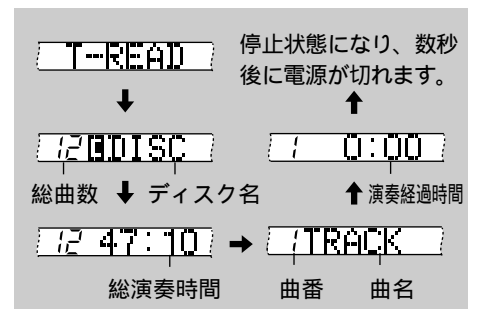 T-READ
停止状態になり、数秒
後に電源が切れます。
12 DISC
1 0:00
総曲数 ディスク名
演奏経過時間
12 47:10
1 TRACK
総演奏時間 曲番 曲名